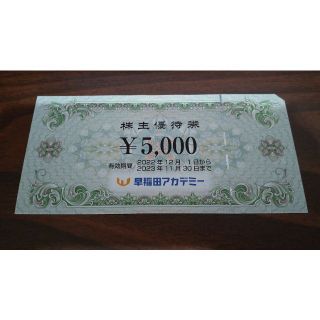 株主優待券
￥5,000
有効期間 2022年12月 1日から
2023年11月30日まで
早稲田アカデミー